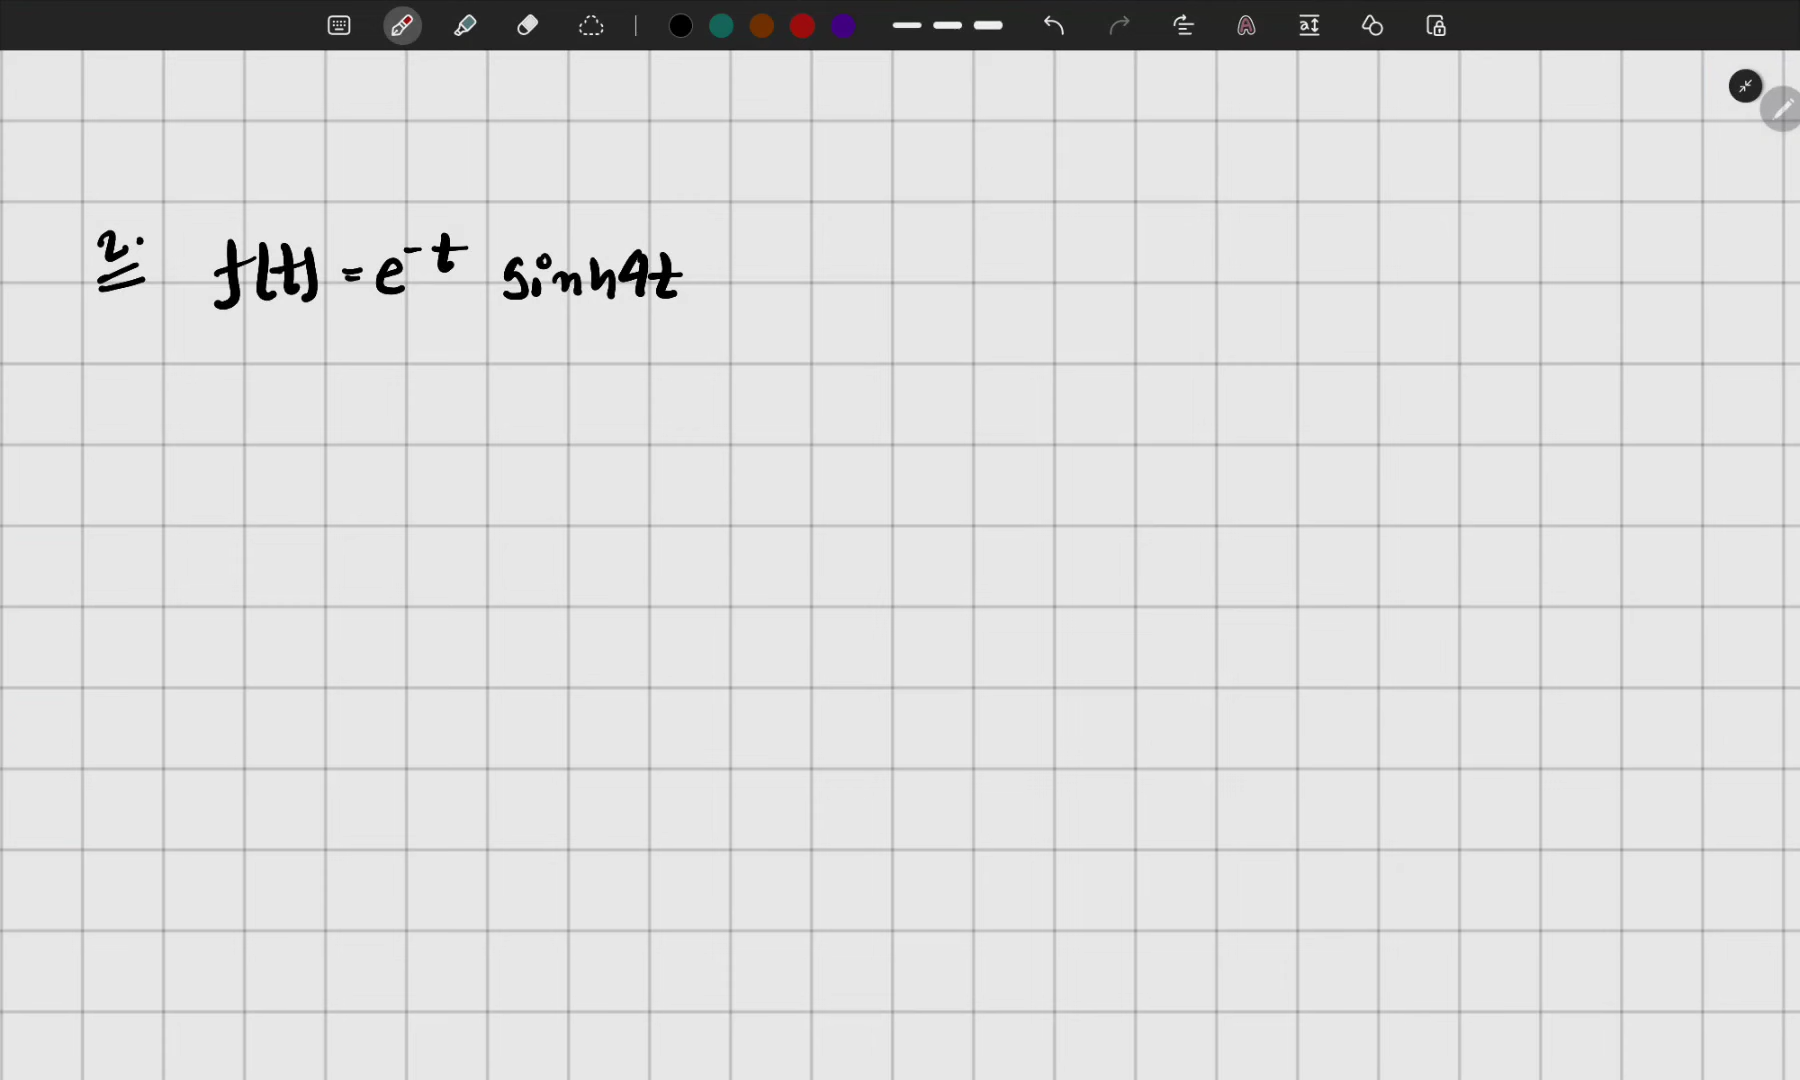 2. f(t) = e^-t sinh4t